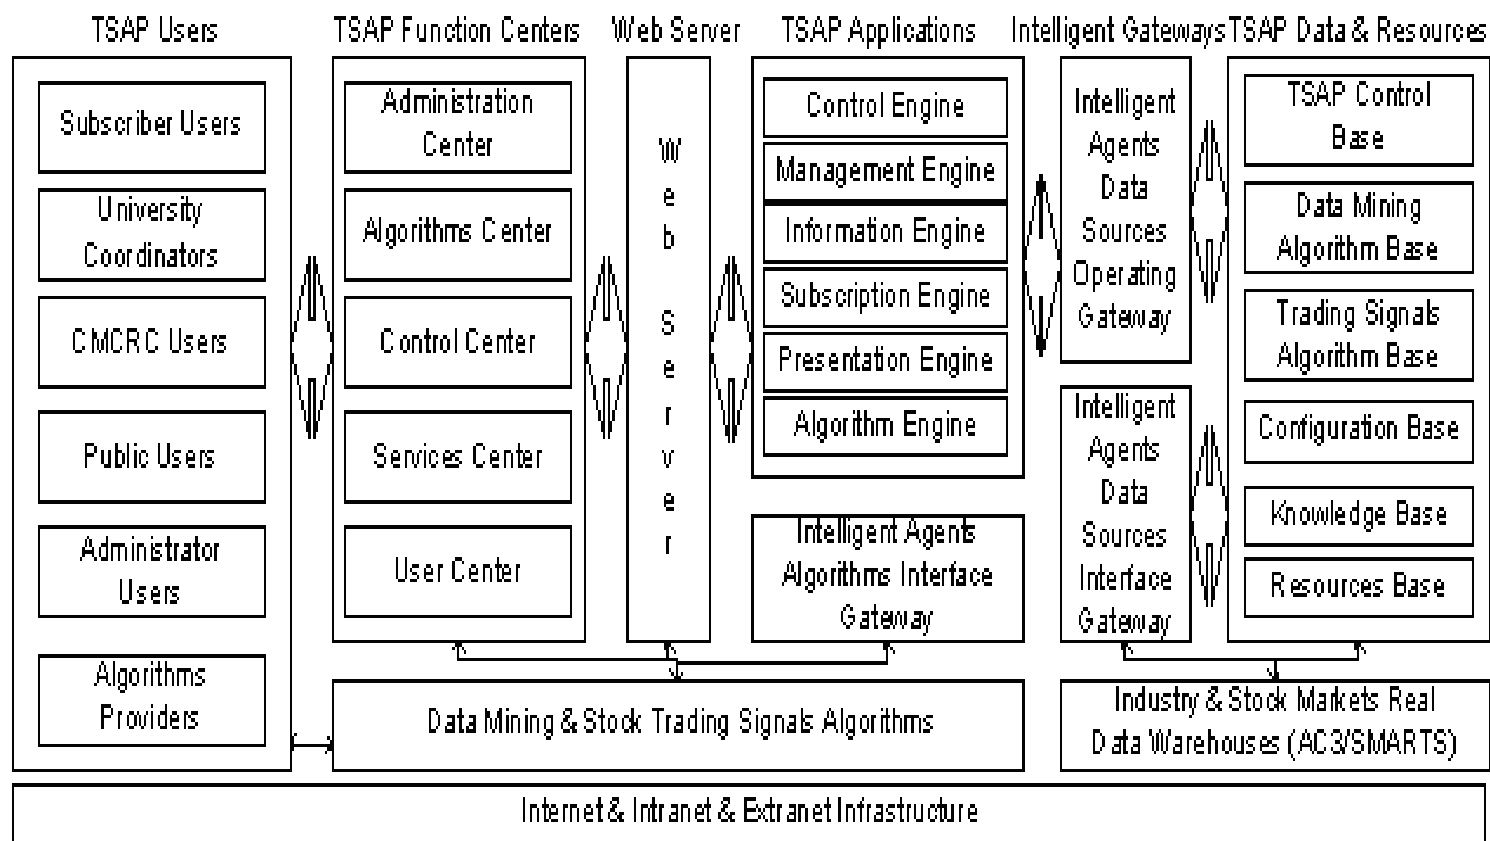 TSAP Users
TSAP Function Centers
Web Server
TSAP Applications
Intelligent Gateways
TSAP Data & Resources
Subscriber Users
University
Coordinators
CMCRC Users
Public Users
Administrator
Users
Algorithms
Providers
Administration
Center
Algorithms Center
Control Center
Services Center
User Center
W
e
b
S
e
r
v
e
r
Control Engine
Management Engine
Information Engine
Subscription Engine
Presentation Engine
Algorithm Engine
Intelligent Agents
Algorithms Interface
Gateway
Intelligent
Agents
Data
Sources
Operating
Gateway
Intelligent
Agents
Data
Sources
Interface
Gateway
TSAP Control
Base
Data Mining
Algorithm Base
Trading Signals
Algorithm Base
Configuration Base
Knowledge Base
Resources Base
Data Mining & Stock Trading Signals Algorithms
Industry & Stock Markets Real
Data Warehouses (AC3/SMARTS)
Internet & Intranet & Extranet Infrastructure